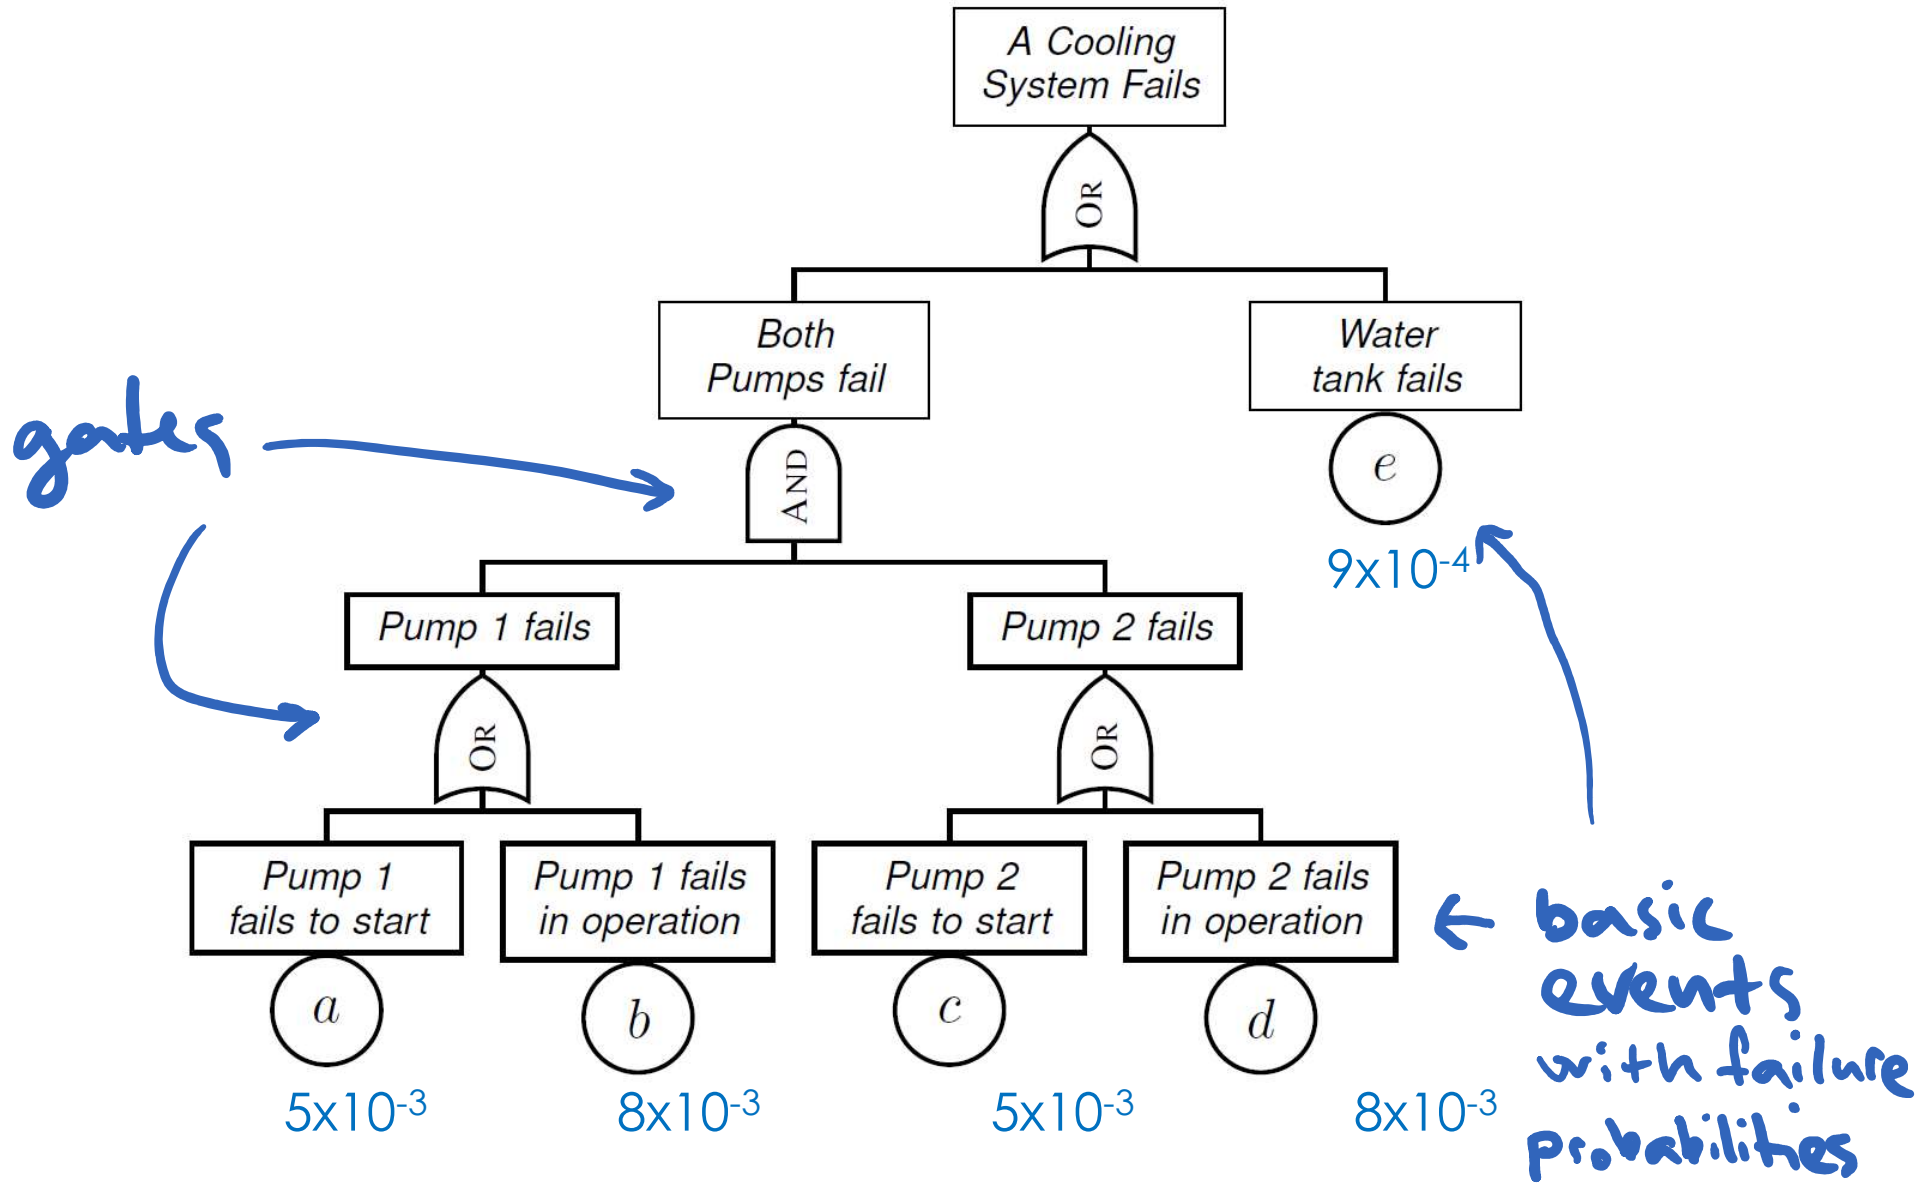 A Cooling
System Fails
OR
Both
Pumps fail
Water
tank fails
gates
AND
e
9x10⁻⁴
Pump 1 fails
Pump 2 fails
OR
OR
Pump 1
fails to start
Pump 1 fails
in operation
Pump 2
fails to start
Pump 2 fails
in operation
basic
events
with failure
probabilities
a
b
c
d
5x10⁻³
8x10⁻³
5x10⁻³
8x10⁻³